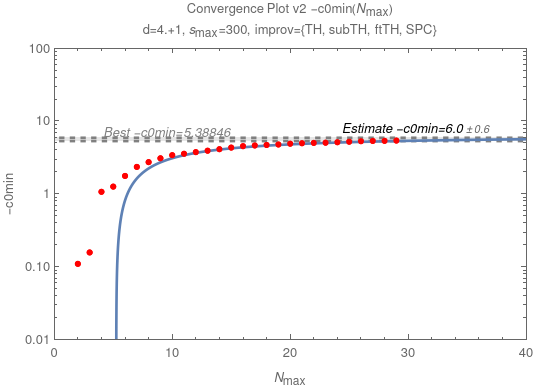 Convergence Plot v2 −c0min(Nmax)
d=4.+1, smax=300, improv={TH, subTH, ftTH, SPC}
100
10
1
0.10
0.01
−c0min
Best −c0min=5.38846
Estimate −c0min=6.0 ±0.6
0 10 20 30 40
Nmax